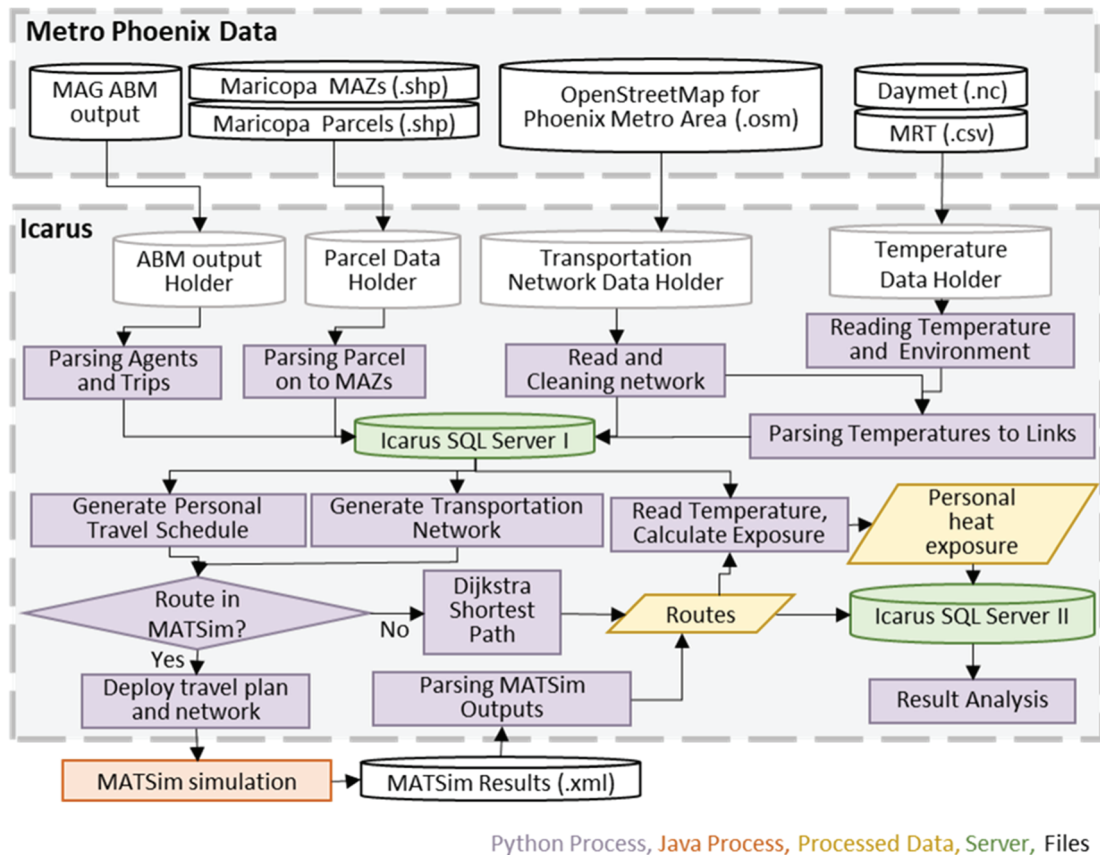 Metro Phoenix Data
MAG ABM
output
Maricopa MAZs (.shp)
Maricopa Parcels (.shp)
OpenStreetMap for
Phoenix Metro Area (.osm)
Daymet (.nc)
MRT (.csv)
Icarus
ABM output
Holder
Parcel Data
Holder
Transportation
Network Data Holder
Temperature
Data Holder
Parsing Agents
and Trips
Parsing Parcel
on to MAZs
Read and
Cleaning network
Reading Temperature
and Environment
Icarus SQL Server I
Parsing Temperatures to Links
Generate Personal
Travel Schedule
Generate Transportation
Network
Read Temperature,
Calculate Exposure
Personal
heat
exposure
Route in
MATSim?
No
Yes
Dijkstra
Shortest
Path
Routes
Icarus SQL Server II
Deploy travel plan
and network
Parsing MATSim
Outputs
Result Analysis
MATSim simulation
MATSim Results (.xml)
Python Process, Java Process, Processed Data, Server, Files